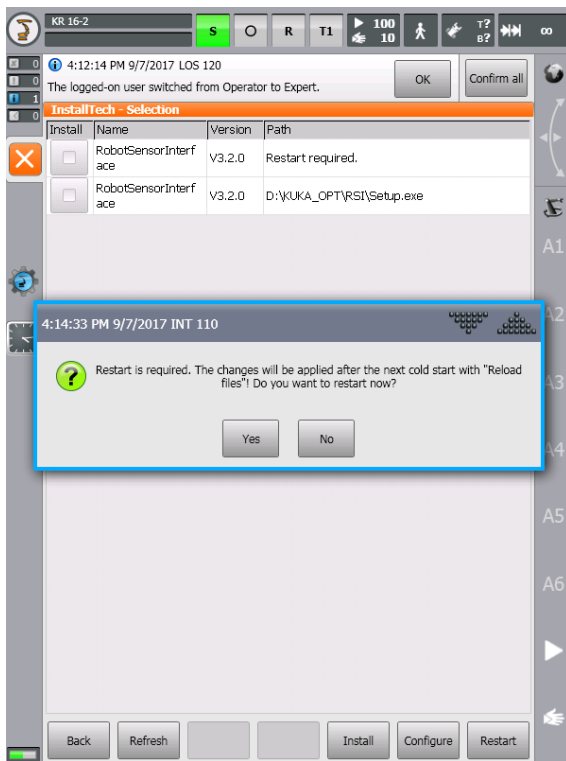 KR 16-2
S O R T1 100 10 T? B? ∞
0 4:12:14 PM 9/7/2017 LOS 120
0 The logged-on user switched from Operator to Expert.
OK Confirm all
1
0 InstallTech - Selection
Install Name Version Path
RobotSensorInterf
ace V3.2.0 Restart required.
RobotSensorInterf
ace V3.2.0 D:\KUKA_OPT\RSI\Setup.exe
A1
4:14:33 PM 9/7/2017 INT 110
A2
Restart is required. The changes will be applied after the next cold start with "Reload
files"! Do you want to restart now?
A3
Yes No
A4
A5
A6
Back Refresh Install Configure Restart